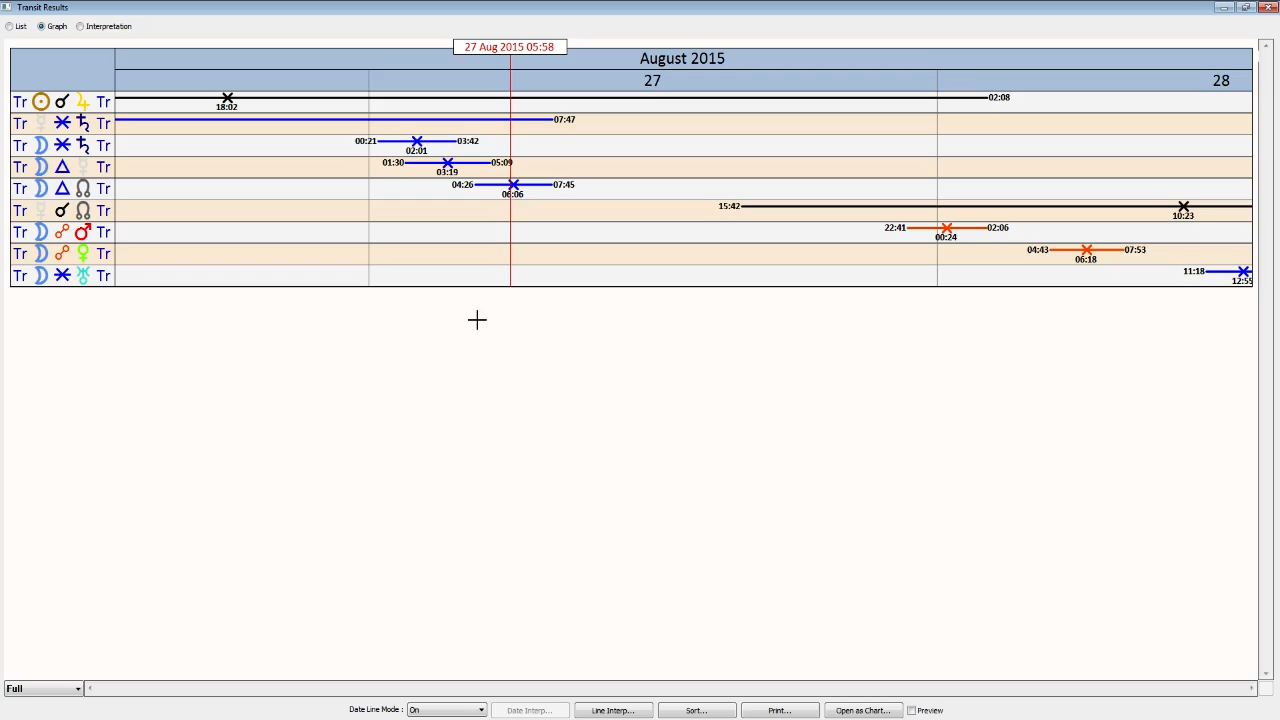 Transit Results
List Graph Interpretation
27 Aug 2015 05:58
August 2015
27 28
Tr Tr 18:02 02:08
Tr Tr 07:47
Tr Tr 00:21 02:01 03:42
Tr Tr 01:30 03:19 05:09
Tr Tr 04:26 06:06 07:45
Tr Tr 15:42 10:23
Tr Tr 22:41 00:24 02:06
Tr Tr 04:43 06:18 07:53
Tr Tr 11:18 12:55
Full
Date Line Mode : On Date Interp... Line Interp... Sort... Print... Open as Chart... Preview